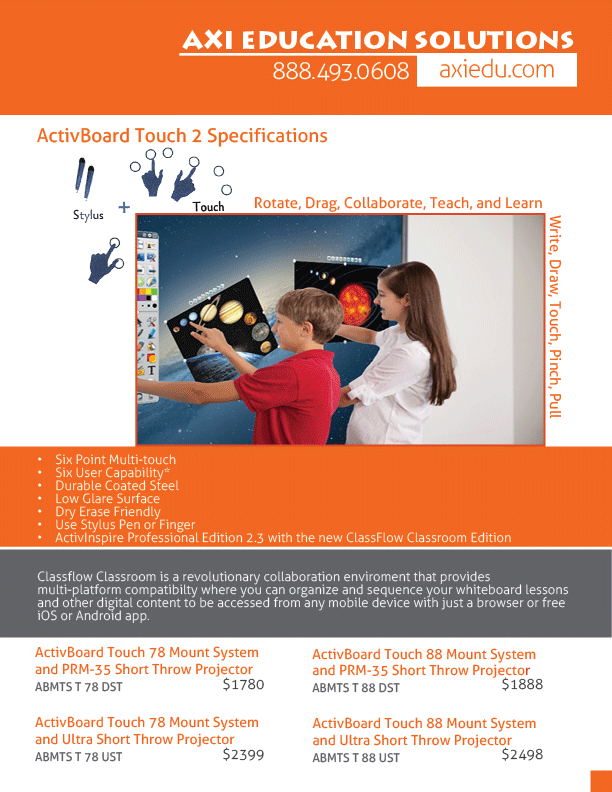 AXI EDUCATION SOLUTIONS
888.493.0608
axiedu.com
ActivBoard Touch 2 Specifications
Stylus
+
Touch
Rotate, Drag, Collaborate, Teach, and Learn
Write, Draw, Touch, Pinch, Pull
T
• Six Point Multi-touch
• Six User Capability*
• Durable Coated Steel
• Low Glare Surface
• Dry Erase Friendly
• Use Stylus Pen or Finger
• ActivInspire Professional Edition 2.3 with the new ClassFlow Classroom Edition
Classflow Classroom is a revolutionary collaboration enviroment that provides
multi-platform compatibilty where you can organize and sequence your whiteboard lessons
and other digital content to be accessed from any mobile device with just a browser or free
iOS or Android app.
ActivBoard Touch 78 Mount System
and PRM-35 Short Throw Projector
ABMTS T 78 DST $1780
ActivBoard Touch 88 Mount System
and PRM-35 Short Throw Projector
ABMTS T 88 DST $1888
ActivBoard Touch 78 Mount System
and Ultra Short Throw Projector
ABMTS T 78 UST $2399
ActivBoard Touch 88 Mount System
and Ultra Short Throw Projector
ABMTS T 88 UST $2498